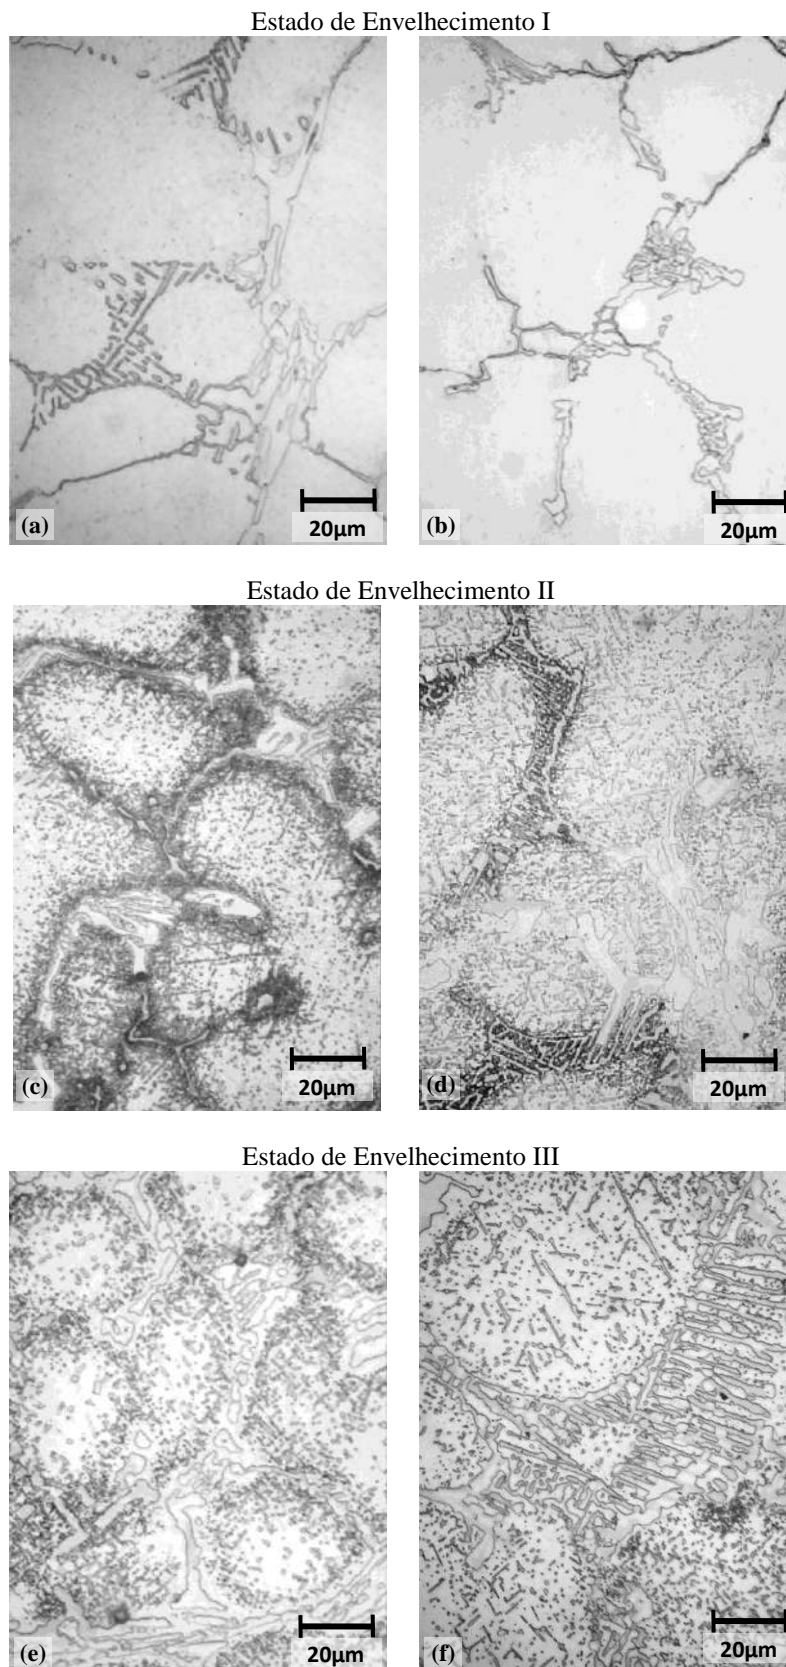 Estado de Envelhecimento I
(a) 20µm (b) 20µm
Estado de Envelhecimento II
(c) 20µm (d) 20µm
Estado de Envelhecimento III
(e) 20µm (f) 20µm